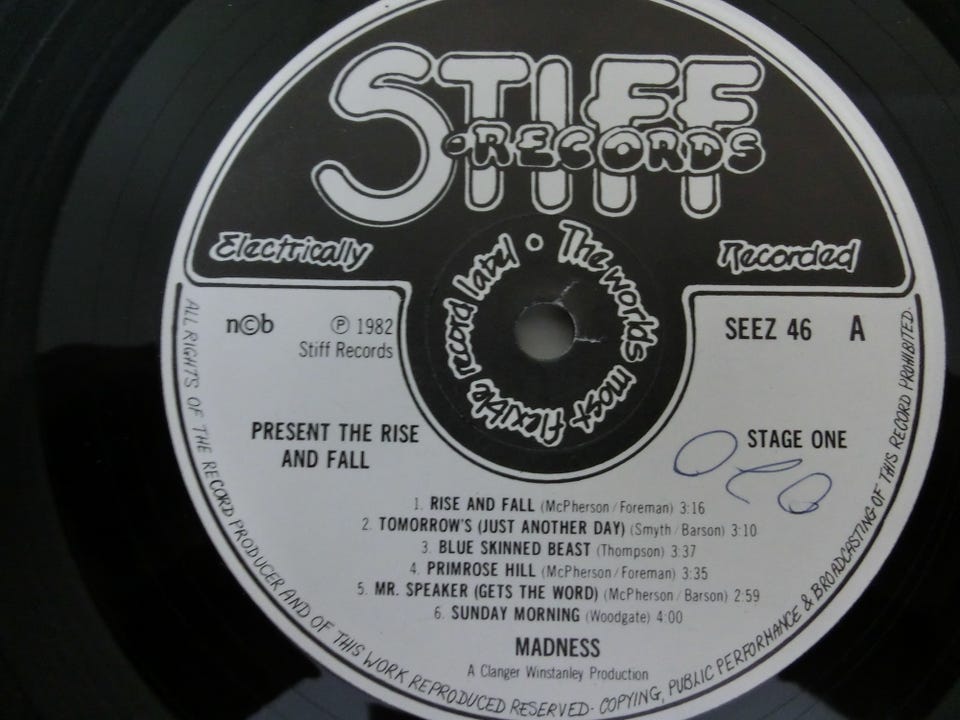 STIFF
RECORDS
Electrically
Recorded
The worlds most flexible record label
n©b
℗ 1982
Stiff Records
SEEZ 46 A
PRESENT THE RISE
AND FALL
STAGE ONE
1. RISE AND FALL (McPherson/Foreman) 3:16
2. TOMORROW'S (JUST ANOTHER DAY) (Smyth/Barson) 3:10
3. BLUE SKINNED BEAST (Thompson) 3:37
4. PRIMROSE HILL (McPherson/Foreman) 3:35
5. MR. SPEAKER (GETS THE WORD) (McPherson/Barson) 2:59
6. SUNDAY MORNING (Woodgate) 4:00
MADNESS
A Clanger Winstanley Production
ALL RIGHTS OF THE RECORD PRODUCER AND OF THIS WORK REPRODUCED RESERVED - COPYING, PUBLIC PERFORMANCE & BROADCASTING OF THIS RECORD PROHIBITED